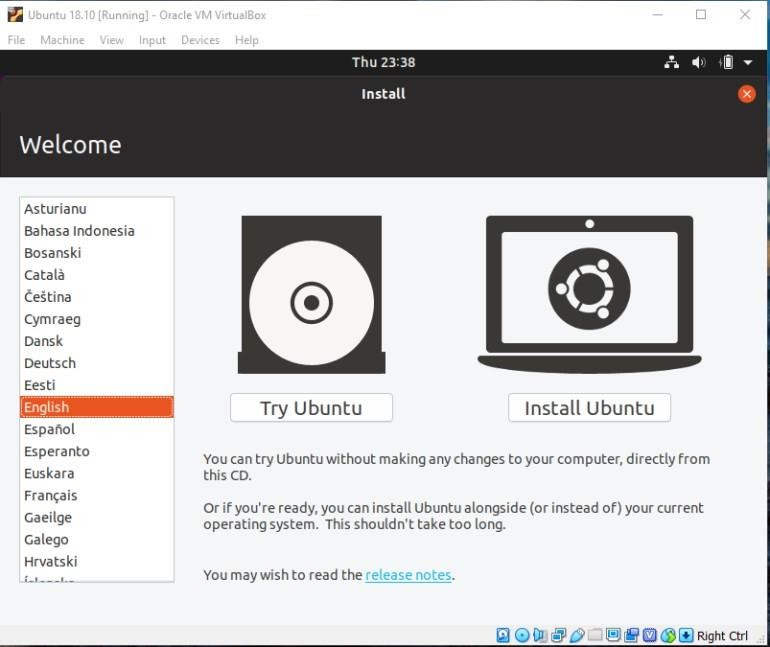 Ubuntu 18.10 [Running] - Oracle VM VirtualBox
File Machine View Input Devices Help
Thu 23:38
Install
Welcome
Asturianu
Bahasa Indonesia
Bosanski
Català
Čeština
Cymraeg
Dansk
Deutsch
Eesti
English
Español
Esperanto
Euskara
Français
Gaeilge
Galego
Hrvatski
Íslenska
Try Ubuntu
Install Ubuntu
You can try Ubuntu without making any changes to your computer, directly from
this CD.
Or if you're ready, you can install Ubuntu alongside (or instead of) your current
operating system. This shouldn't take too long.
You may wish to read the release notes.
Right Ctrl